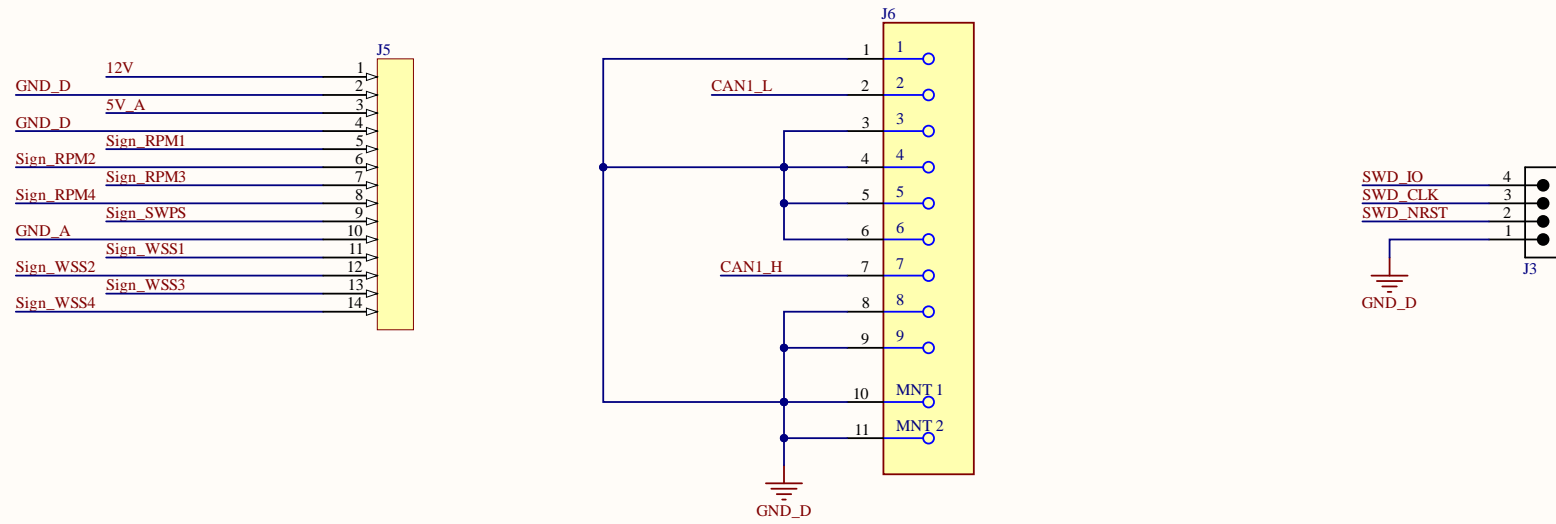 J5
12V 1
GND_D 2
5V_A 3
GND_D 4
Sign_RPM1 5
Sign_RPM2 6
Sign_RPM3 7
Sign_RPM4 8
Sign_SWPS 9
GND_A 10
Sign_WSS1 11
Sign_WSS2 12
Sign_WSS3 13
Sign_WSS4 14
J6
1 1
CAN1_L 2 2
3 3
4 4
5 5
6 6
CAN1_H 7 7
8 8
9 9
10 MNT 1
11 MNT 2
GND_D
SWD_IO 4
SWD_CLK 3
SWD_NRST 2
1
J3
GND_D